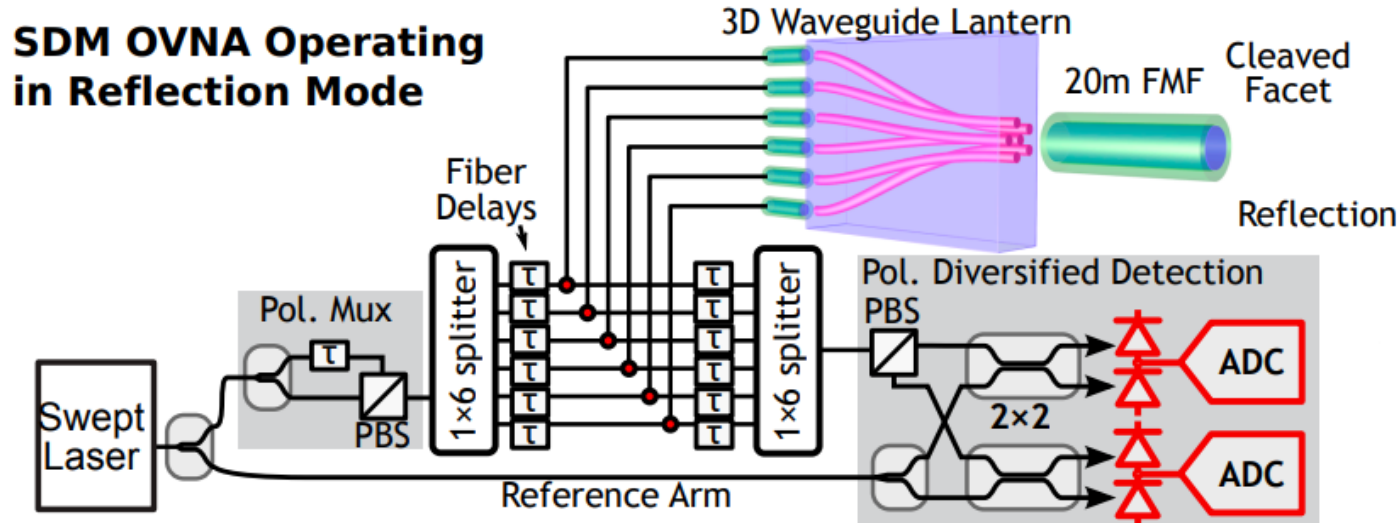 SDM OVNA Operating
in Reflection Mode
3D Waveguide Lantern
20m FMF
Cleaved
Facet
Reflection
Fiber
Delays
Pol. Mux
τ
PBS
Swept
Laser
1×6 splitter
τ
τ
τ
τ
τ
τ
τ
τ
τ
τ
τ
τ
1×6 splitter
Pol. Diversified Detection
PBS
2×2
ADC
ADC
Reference Arm